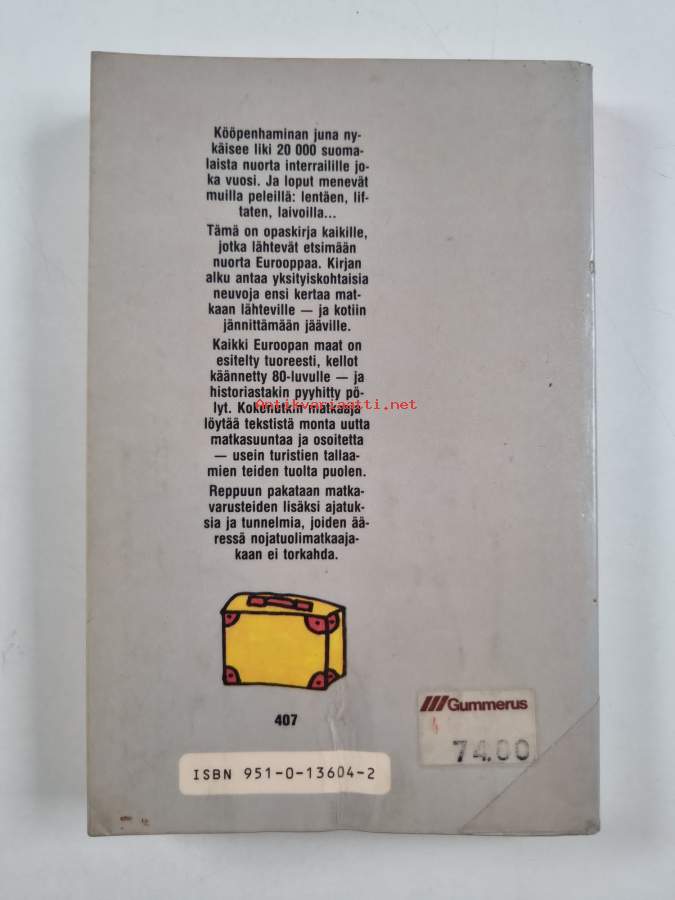 Kööpenhaminan juna ny-
käisee liki 20 000 suoma-
laista nuorta interrailille jo-
ka vuosi. Ja loput menevät
muilla peleillä: lentäen, lif-
taten, laivoilla...
Tämä on opaskirja kaikille,
jotka lähtevät etsimään
nuorta Eurooppaa. Kirjan
alku antaa yksityiskohtaisia
neuvoja ensi kertaa mat-
kaan lähteville — ja kotiin
jännittämään jääville.
Kaikki Euroopan maat on
esitelty tuoreesti, kellot
käännetty 80-luvulle — ja
historiastakin pyyhitty pö-
lyt. Kokenutkin matkaaja
Antikvariaatti.net
löytää tekstistä monta uutta
matkasuuntaa ja osoitetta
— usein turistien tallaa-
mien teiden tuolta puolen.
Reppuun pakataan matka-
varusteiden lisäksi ajatuk-
sia ja tunnelmia, joiden ää-
ressä nojatuolimatkaaja-
kaan ei torkahda.
407
Gummerus
4
74.00
ISBN 951-0-13604-2